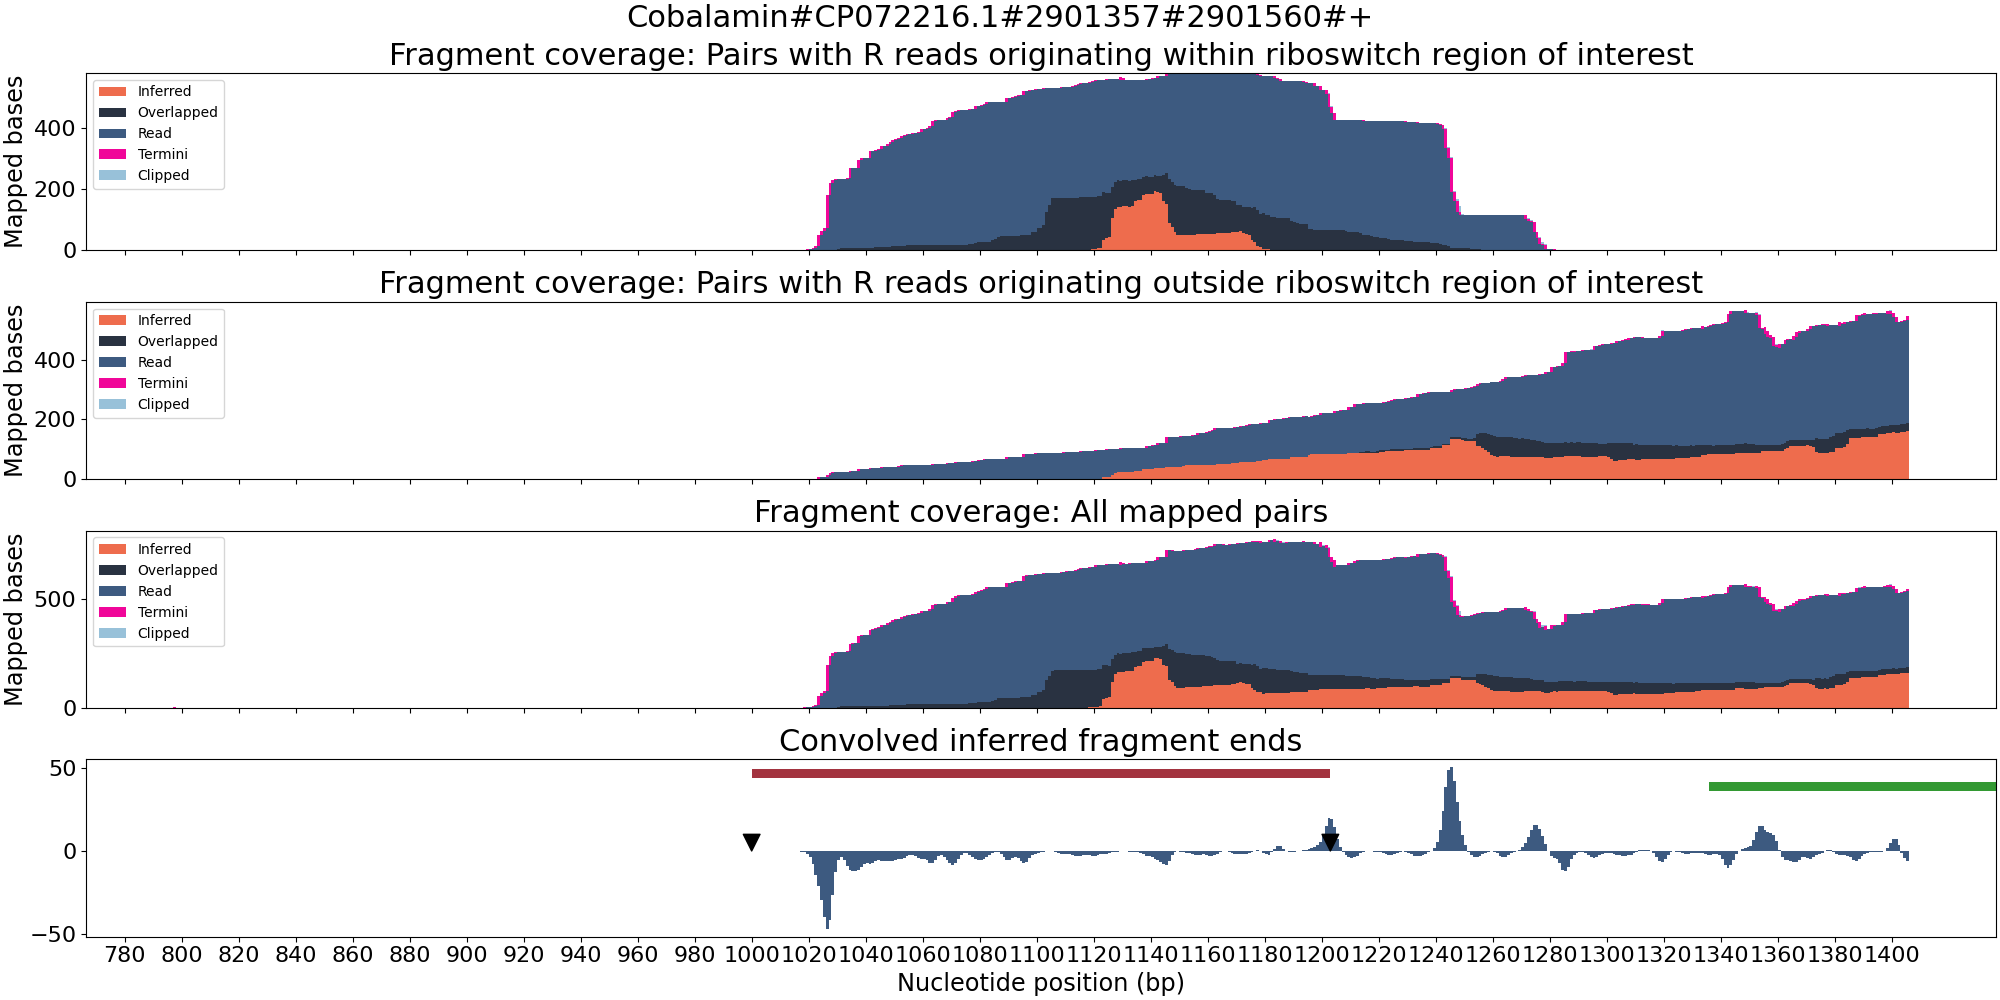 Cobalamin#CP072216.1#2901357#2901560#+
Fragment coverage: Pairs with R reads originating within riboswitch region of interest
Mapped bases
400
200
0
Inferred
Overlapped
Read
Termini
Clipped
Fragment coverage: Pairs with R reads originating outside riboswitch region of interest
Mapped bases
400
200
0
Inferred
Overlapped
Read
Termini
Clipped
Fragment coverage: All mapped pairs
Mapped bases
500
0
Inferred
Overlapped
Read
Termini
Clipped
Convolved inferred fragment ends
50
0
−50
780 800 820 840 860 880 900 920 940 960 980 1000 1020 1040 1060 1080 1100 1120 1140 1160 1180 1200 1220 1240 1260 1280 1300 1320 1340 1360 1380 1400
Nucleotide position (bp)